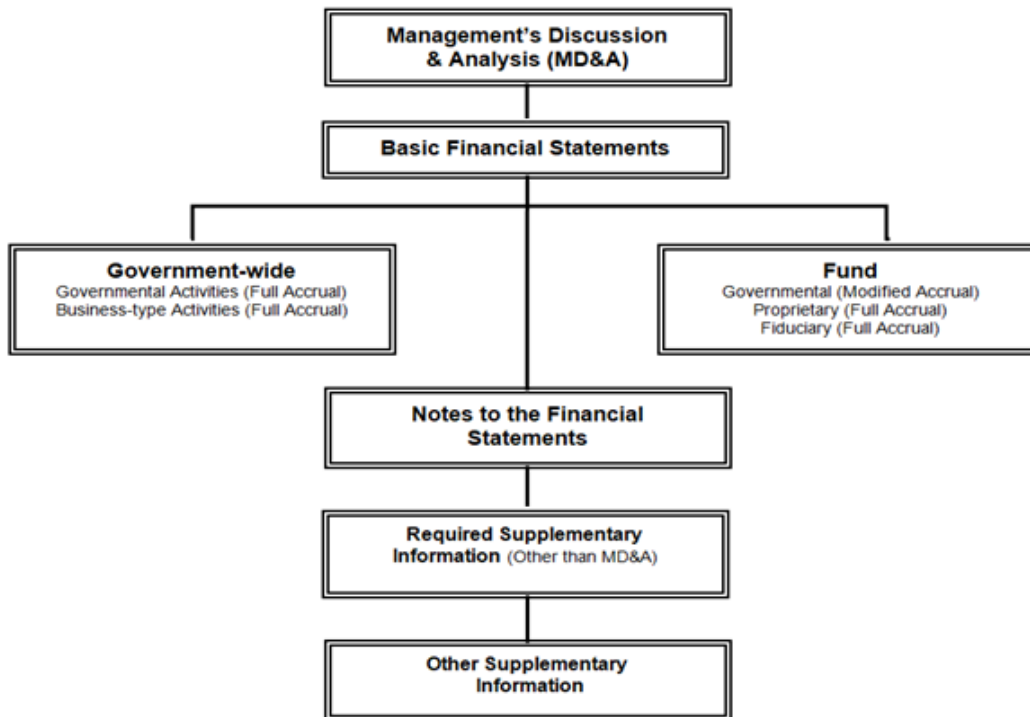 Management's Discussion
& Analysis (MD&A)
Basic Financial Statements
Government-wide
Governmental Activities (Full Accrual)
Business-type Activities (Full Accrual)
Fund
Governmental (Modified Accrual)
Proprietary (Full Accrual)
Fiduciary (Full Accrual)
Notes to the Financial
Statements
Required Supplementary
Information (Other than MD&A)
Other Supplementary
Information